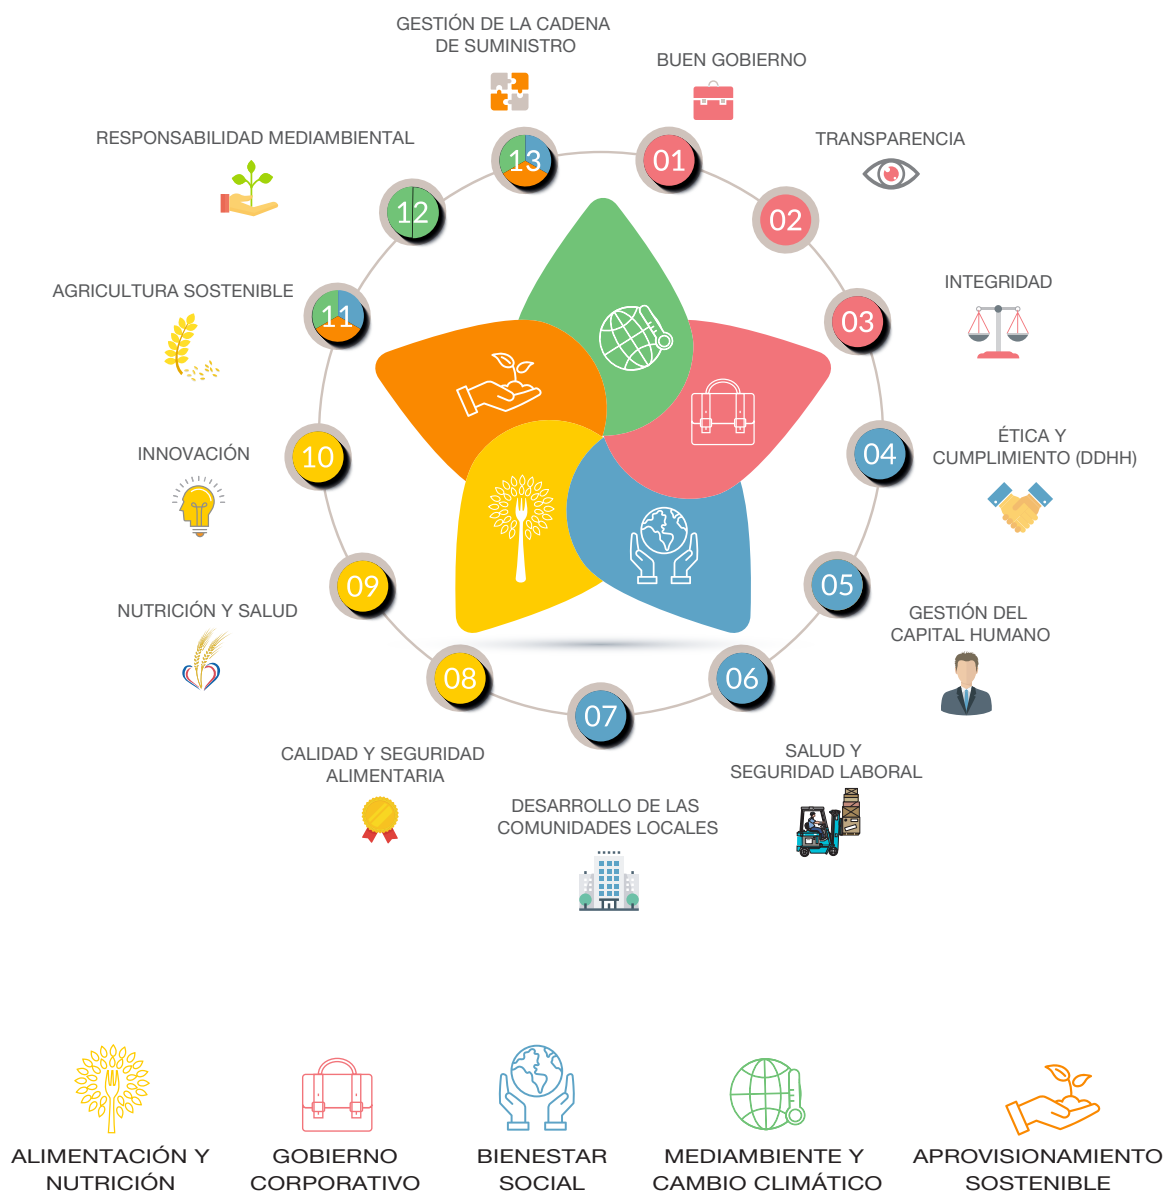 GESTIÓN DE LA CADENA
DE SUMINISTRO
BUEN GOBIERNO
RESPONSABILIDAD MEDIAMBIENTAL
TRANSPARENCIA
13
01
12
02
AGRICULTURA SOSTENIBLE
INTEGRIDAD
11
03
INNOVACIÓN
10
04
ÉTICA Y
CUMPLIMIENTO (DDHH)
09
05
NUTRICIÓN Y SALUD
GESTIÓN DEL
CAPITAL HUMANO
08
06
07
CALIDAD Y SEGURIDAD
ALIMENTARIA
SALUD Y
SEGURIDAD LABORAL
DESARROLLO DE LAS
COMUNIDADES LOCALES
ALIMENTACIÓN Y
NUTRICIÓN
GOBIERNO
CORPORATIVO
BIENESTAR
SOCIAL
MEDIAMBIENTE Y
CAMBIO CLIMÁTICO
APROVISIONAMIENTO
SOSTENIBLE